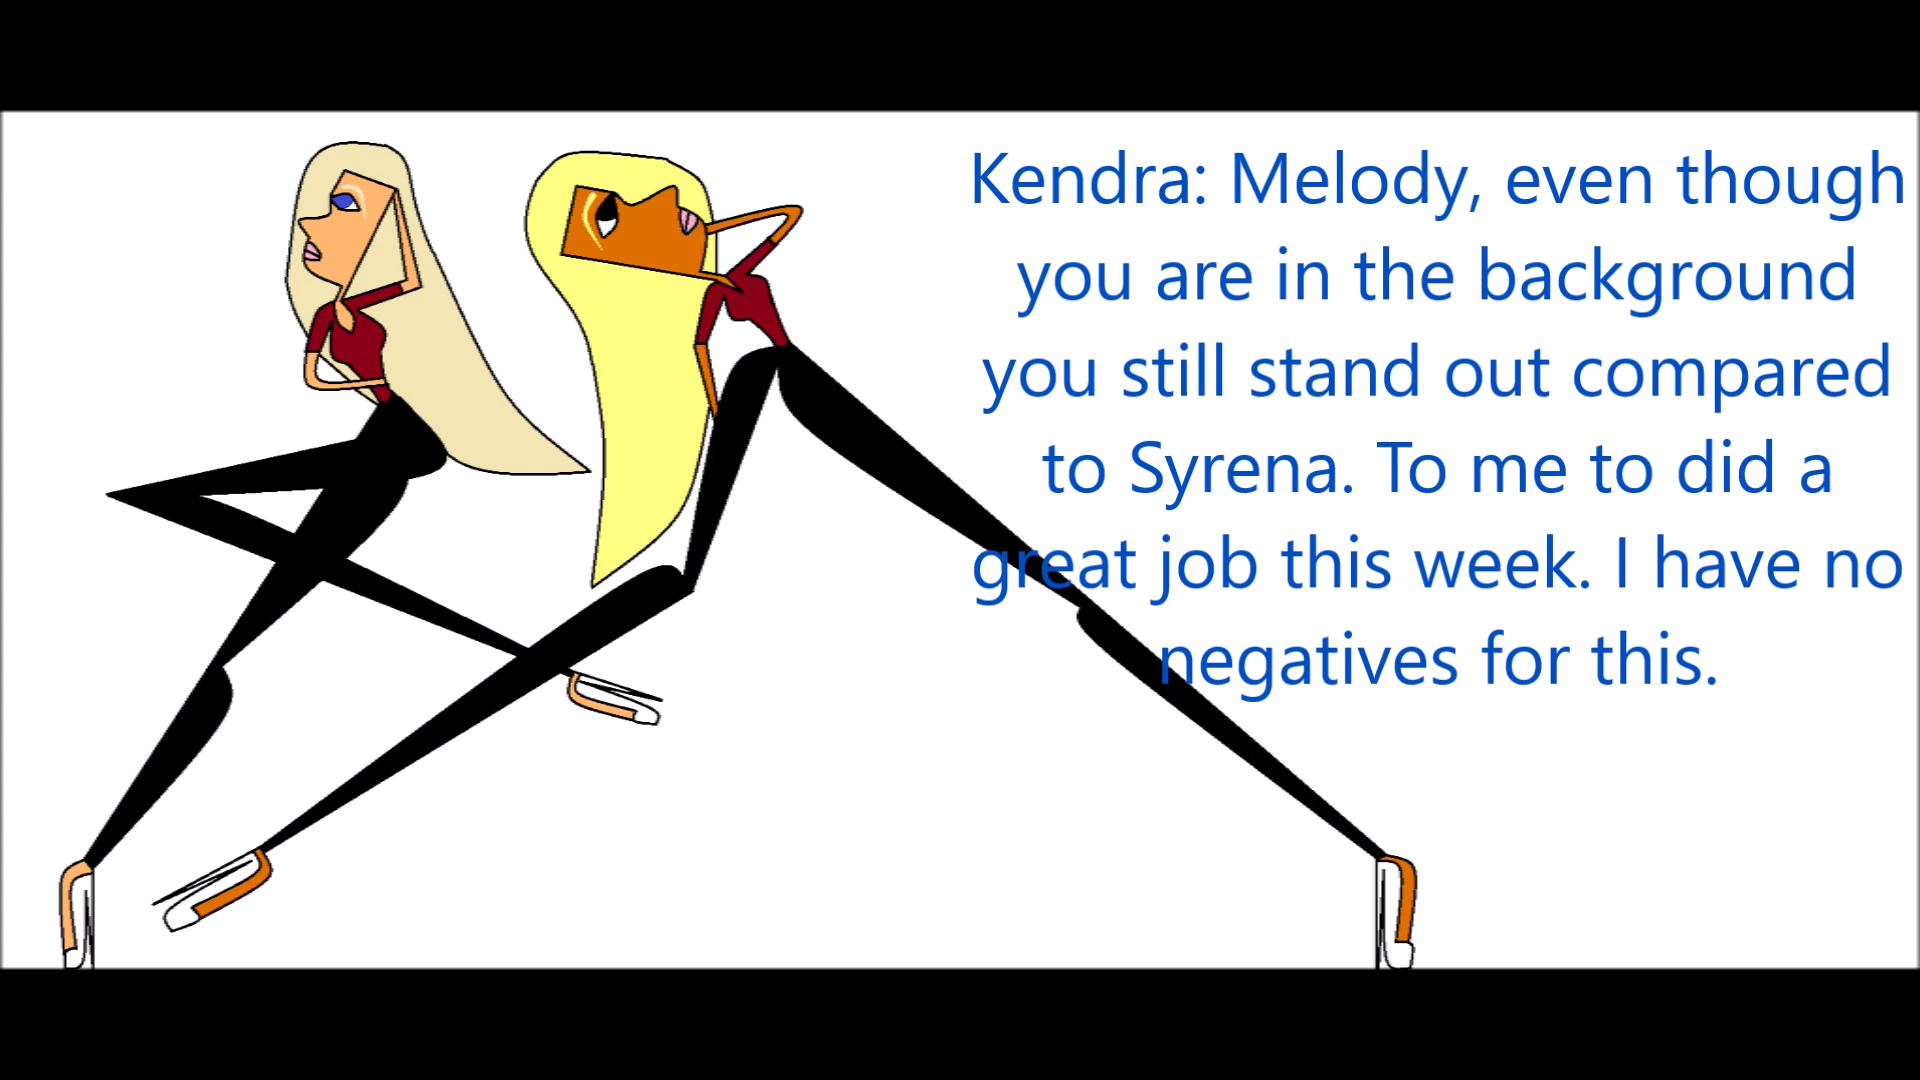 Kendra: Melody, even though
you are in the background
you still stand out compared
to Syrena. To me to did a
great job this week. I have no
negatives for this.